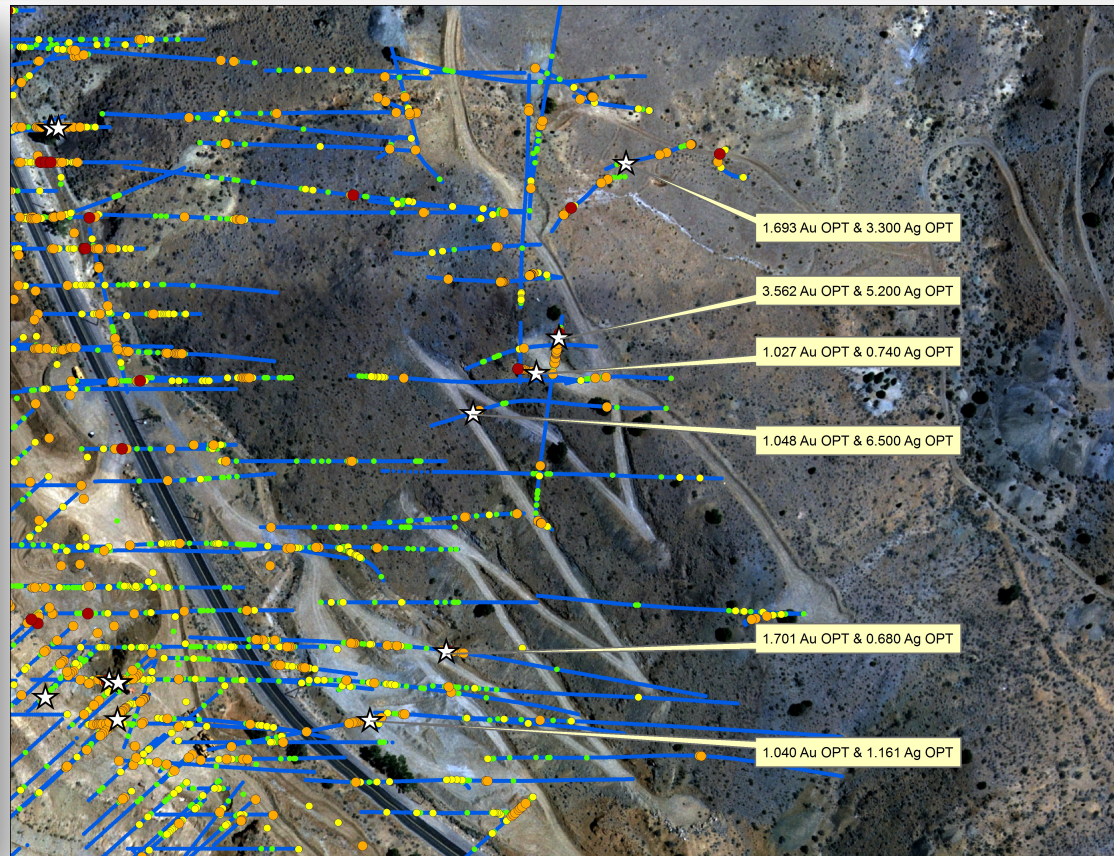 1.693 Au OPT & 3.300 Ag OPT
3.562 Au OPT & 5.200 Ag OPT
1.027 Au OPT & 0.740 Ag OPT
1.048 Au OPT & 6.500 Ag OPT
1.701 Au OPT & 0.680 Ag OPT
1.040 Au OPT & 1.161 Ag OPT